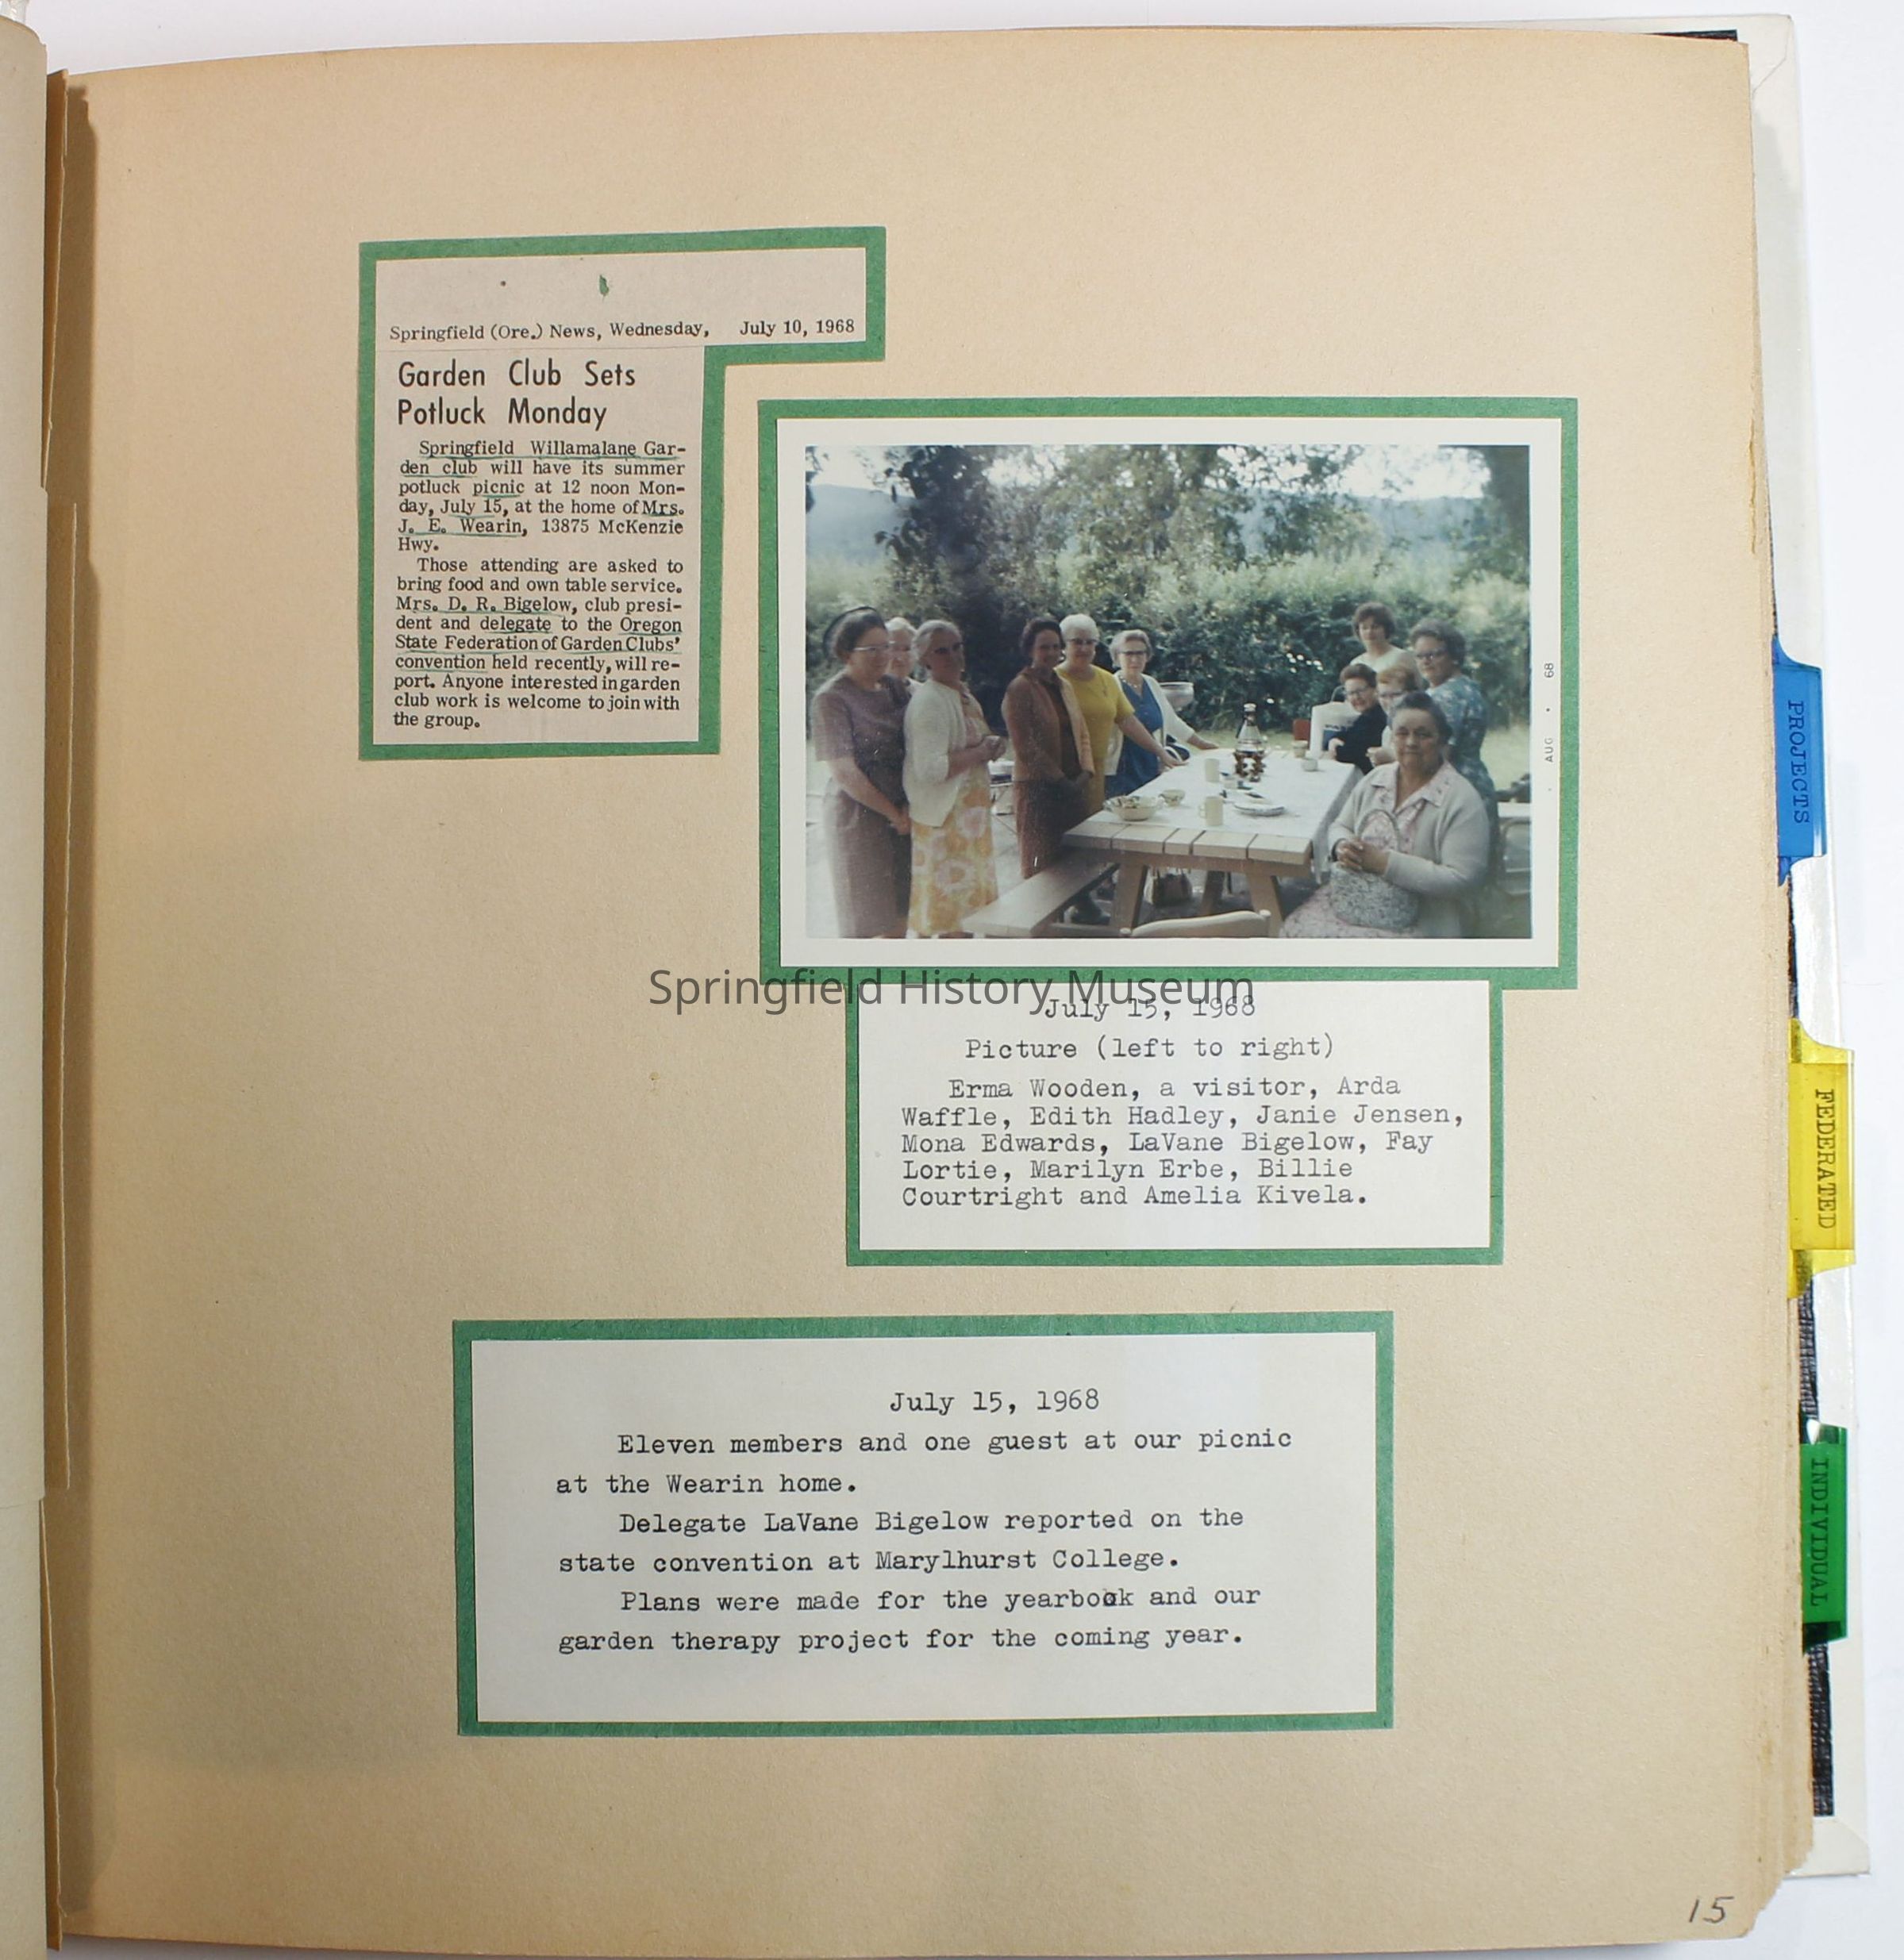 Springfield (Ore.) News, Wednesday, July 10, 1968
Garden Club Sets
Potluck Monday
Springfield Willamalane Gar-
den club will have its summer
potluck picnic at 12 noon Mon-
day, July 15, at the home of Mrs.
J. E. Wearin, 13875 McKenzie
Hwy.
Those attending are asked to
bring food and own table service.
Mrs. D. R. Bigelow, club presi-
dent and delegate to the Oregon
State Federation of Garden Clubs'
convention held recently, will re-
port. Anyone interested in garden
club work is welcome to join with
the group.
AUG • 68
Springfield History Museum
July 15, 1968
Picture (left to right)
Erma Wooden, a visitor, Arda
Waffle, Edith Hadley, Janie Jensen,
Mona Edwards, LaVane Bigelow, Fay
Lortie, Marilyn Erbe, Billie
Courtright and Amelia Kivela.
July 15, 1968
Eleven members and one guest at our picnic
at the Wearin home.
Delegate LaVane Bigelow reported on the
state convention at Marylhurst College.
Plans were made for the yearbook and our
garden therapy project for the coming year.
PROJECTS
FEDERATED
INDIVIDUAL
15